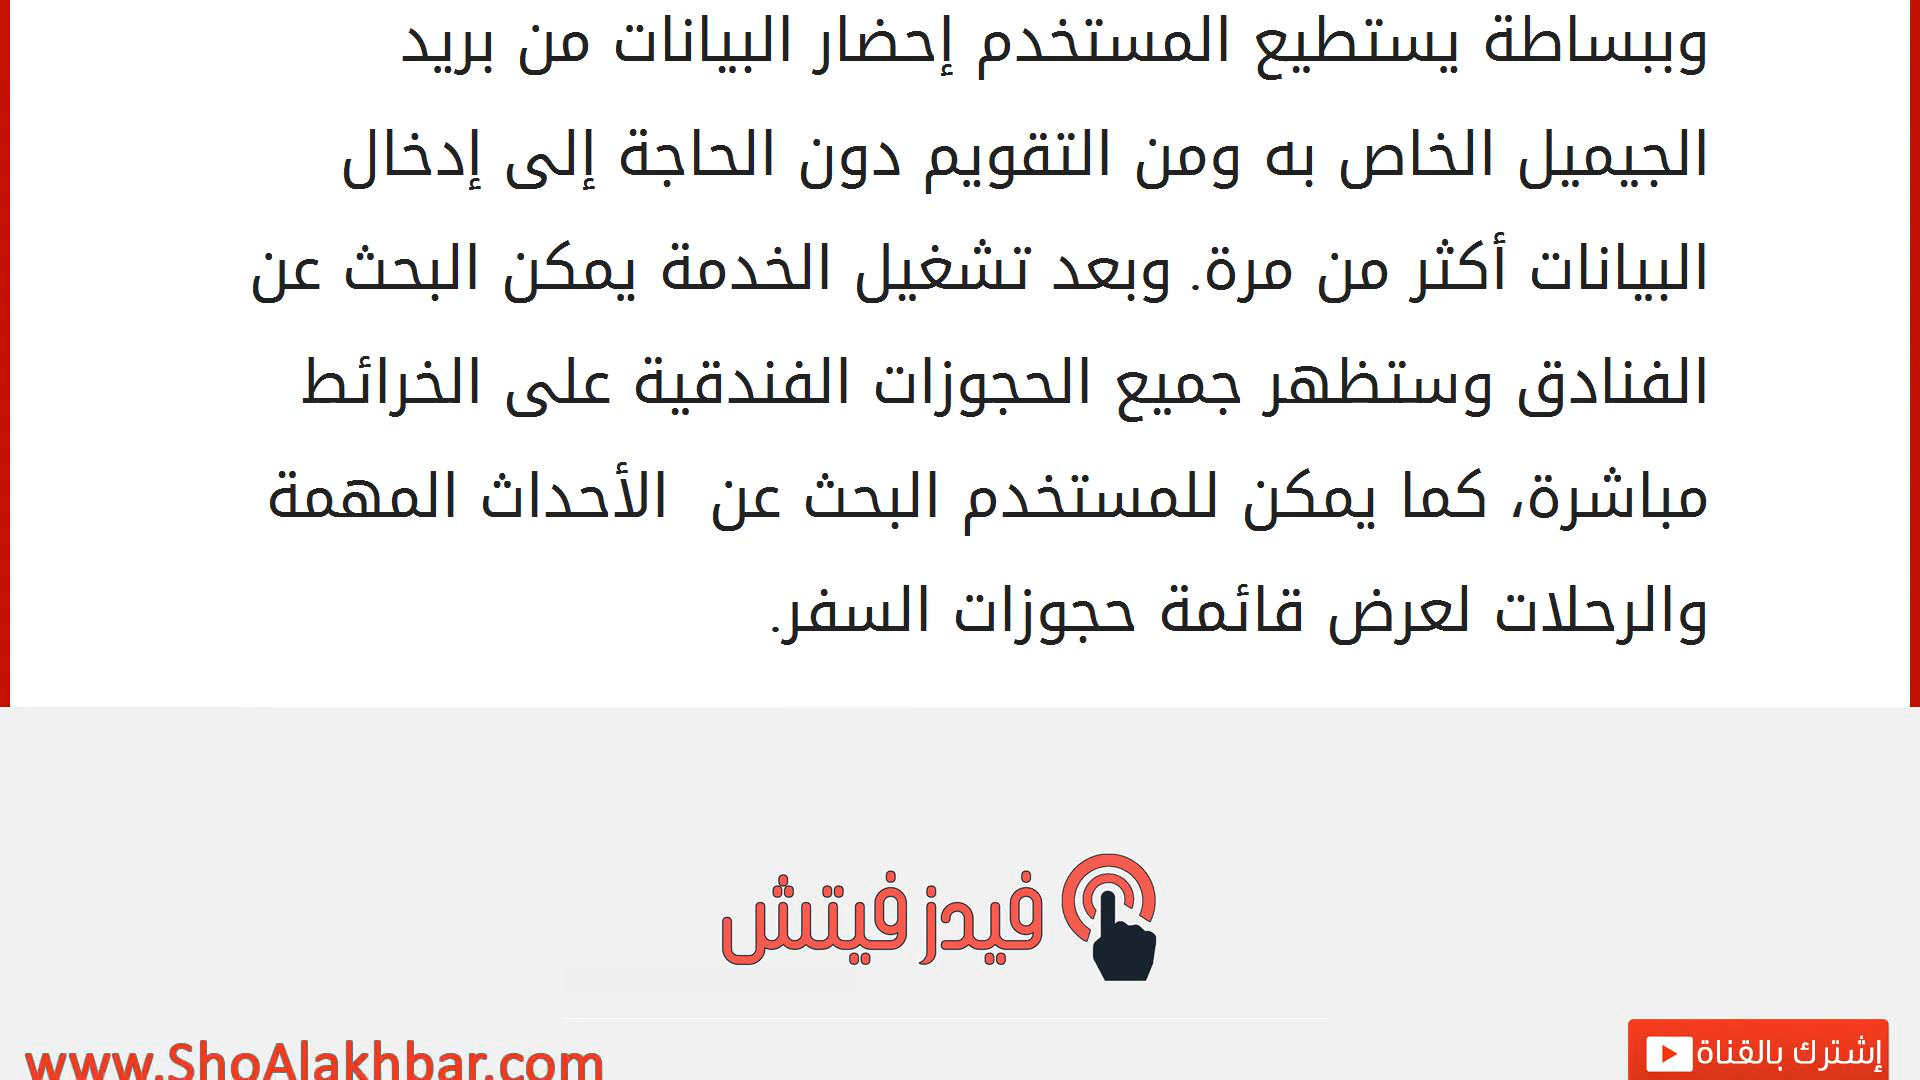 وببساطة يستطيع المستخدم إحضار البيانات من بريد
الجيميل الخاص به ومن التقويم دون الحاجة إلى إدخال
البيانات أكثر من مرة. وبعد تشغيل الخدمة يمكن البحث عن
الفنادق وستظهر جميع الحجوزات الفندقية على الخرائط
مباشرة، كما يمكن للمستخدم البحث عن  الأحداث المهمة
والرحلات لعرض قائمة حجوزات السفر.
فيدز فيتش
www.ShoAlakhbar.com
إشترك بالقناة